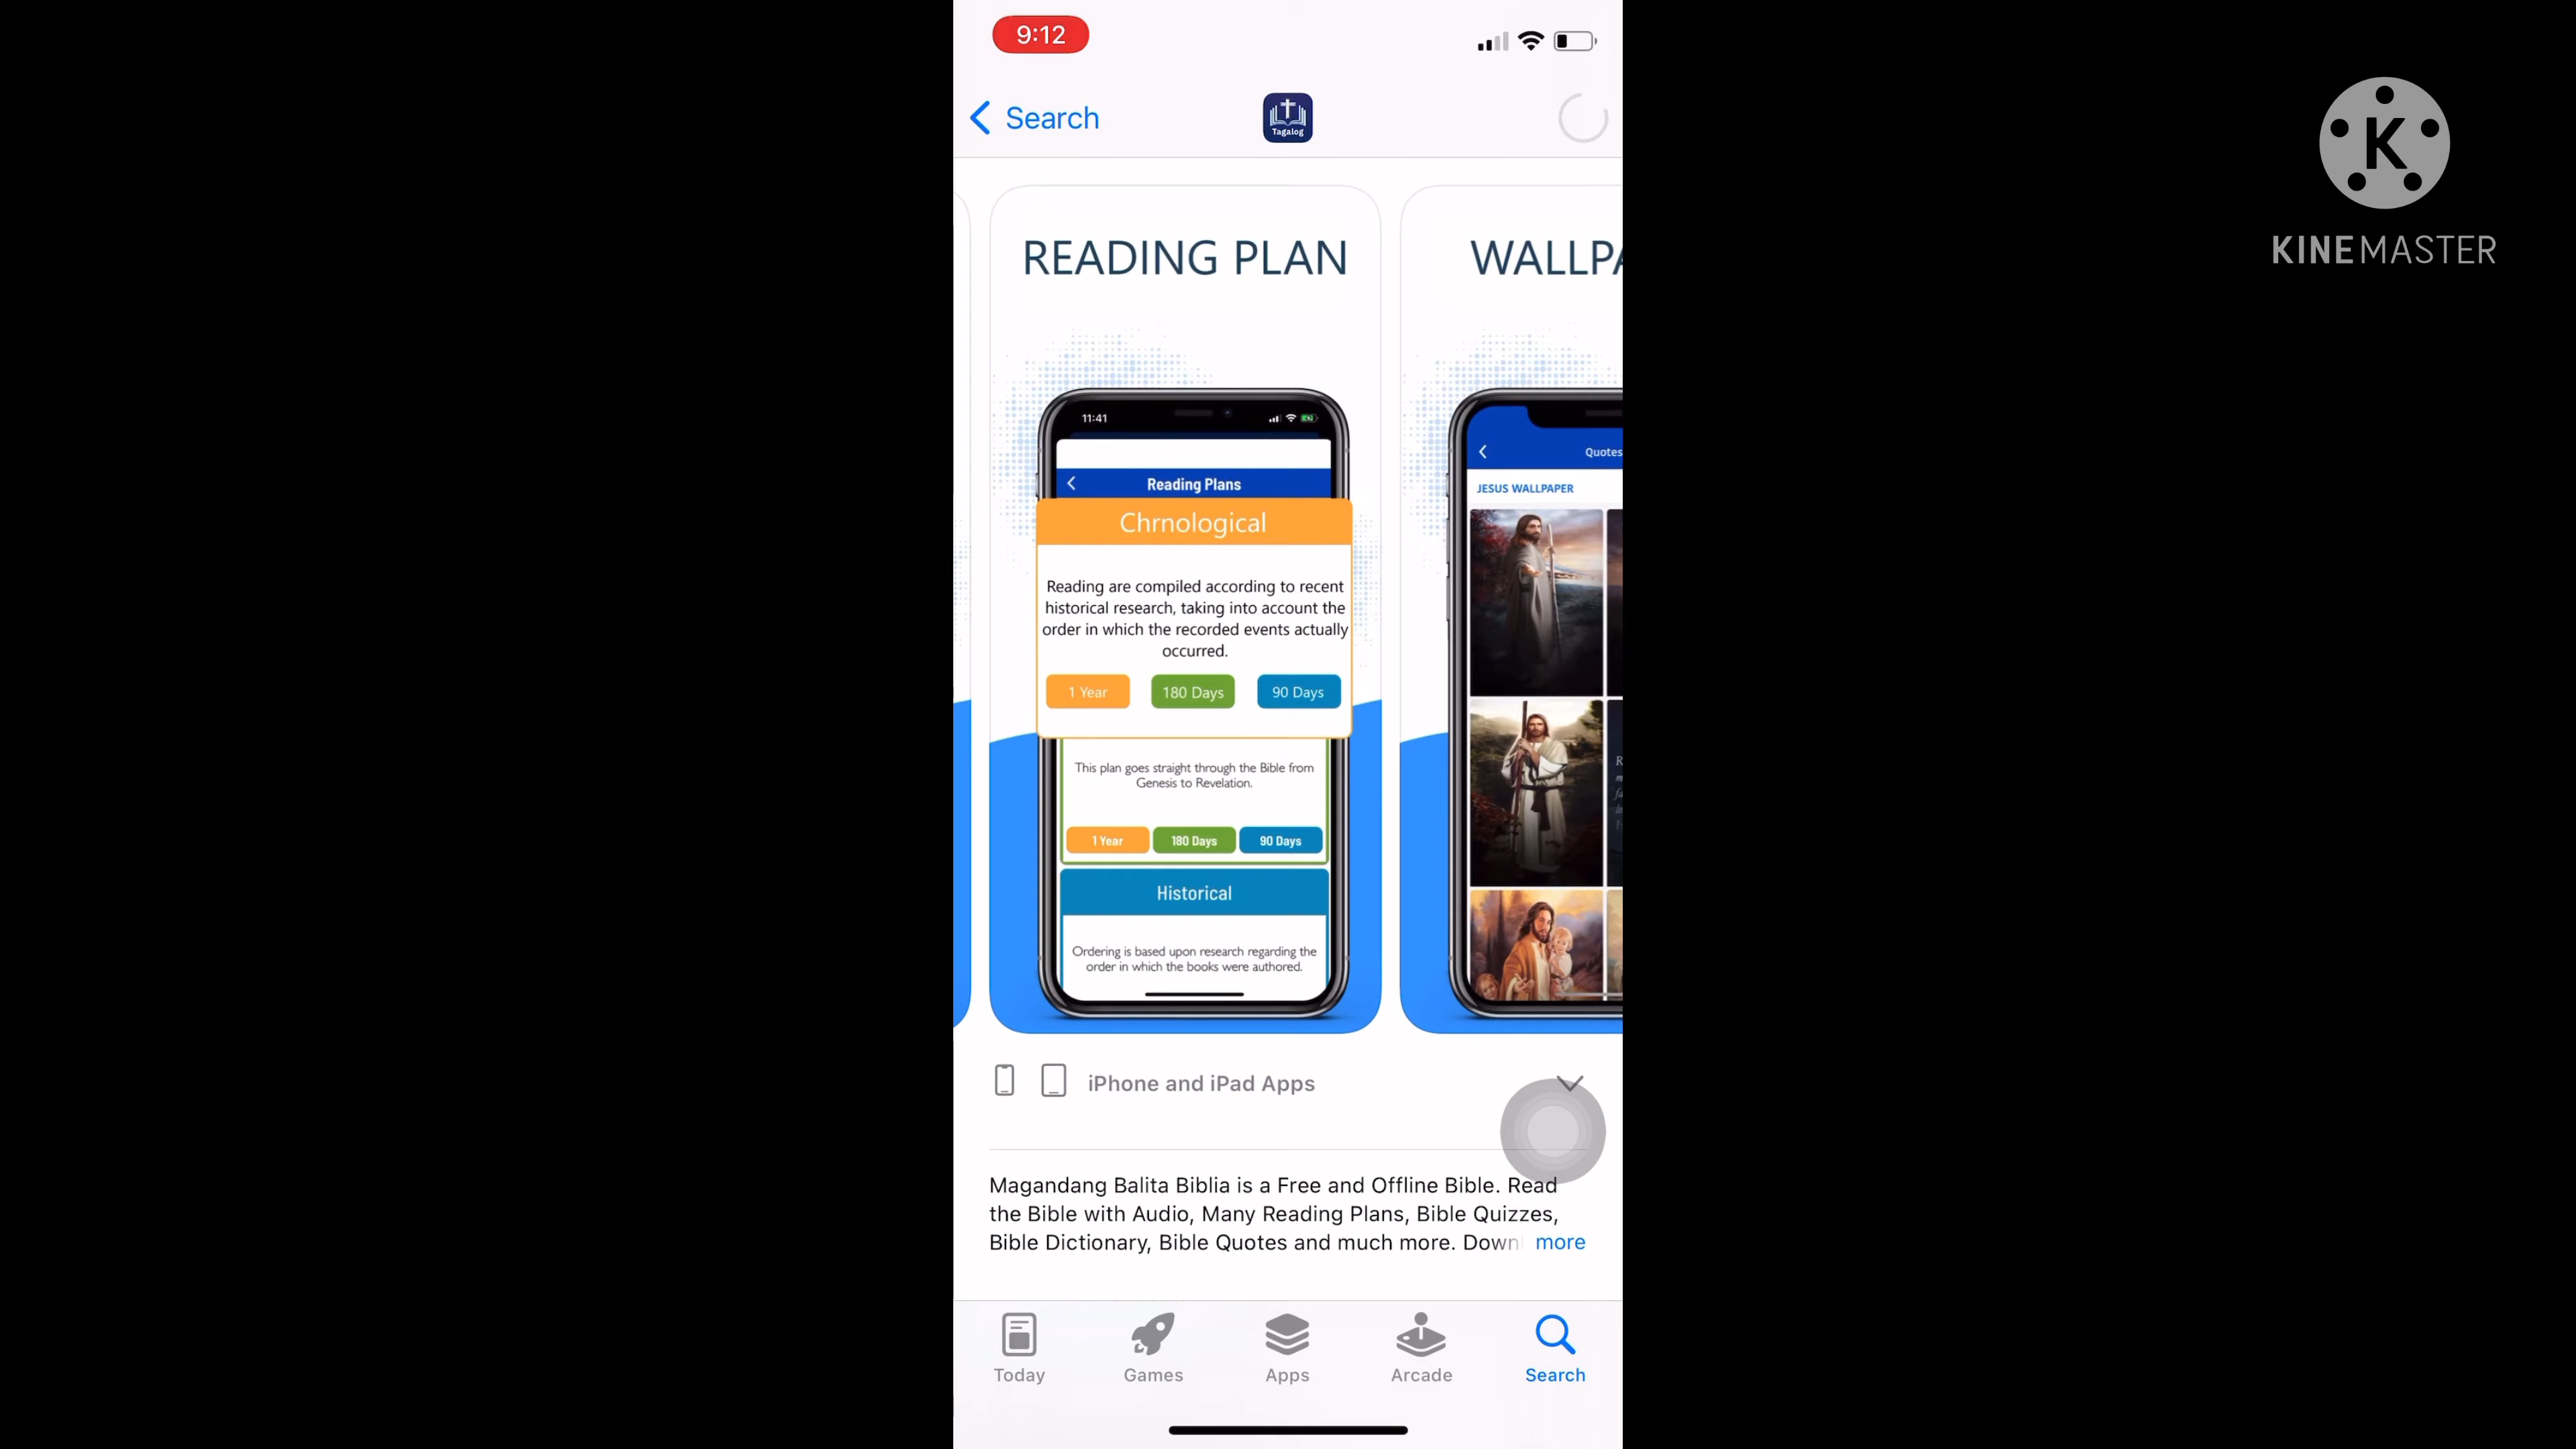 9:12
Search
Tagalog
K
KINEMASTER
READING PLAN
WALLPA
11:41
Reading Plans
Chrnological
Reading are compiled according to recent
historical research, taking into account the
order in which the recorded events actually
occurred.
1 Year 180 Days 90 Days
This plan goes straight through the Bible from
Genesis to Revelation.
1 Year 180 Days 90 Days
Historical
Ordering is based upon research regarding the
order in which the books were authored.
Quotes
JESUS WALLPAPER
iPhone and iPad Apps
Magandang Balita Biblia is a Free and Offline Bible. Read
the Bible with Audio, Many Reading Plans, Bible Quizzes,
Bible Dictionary, Bible Quotes and much more. Down more
Today Games Apps Arcade Search